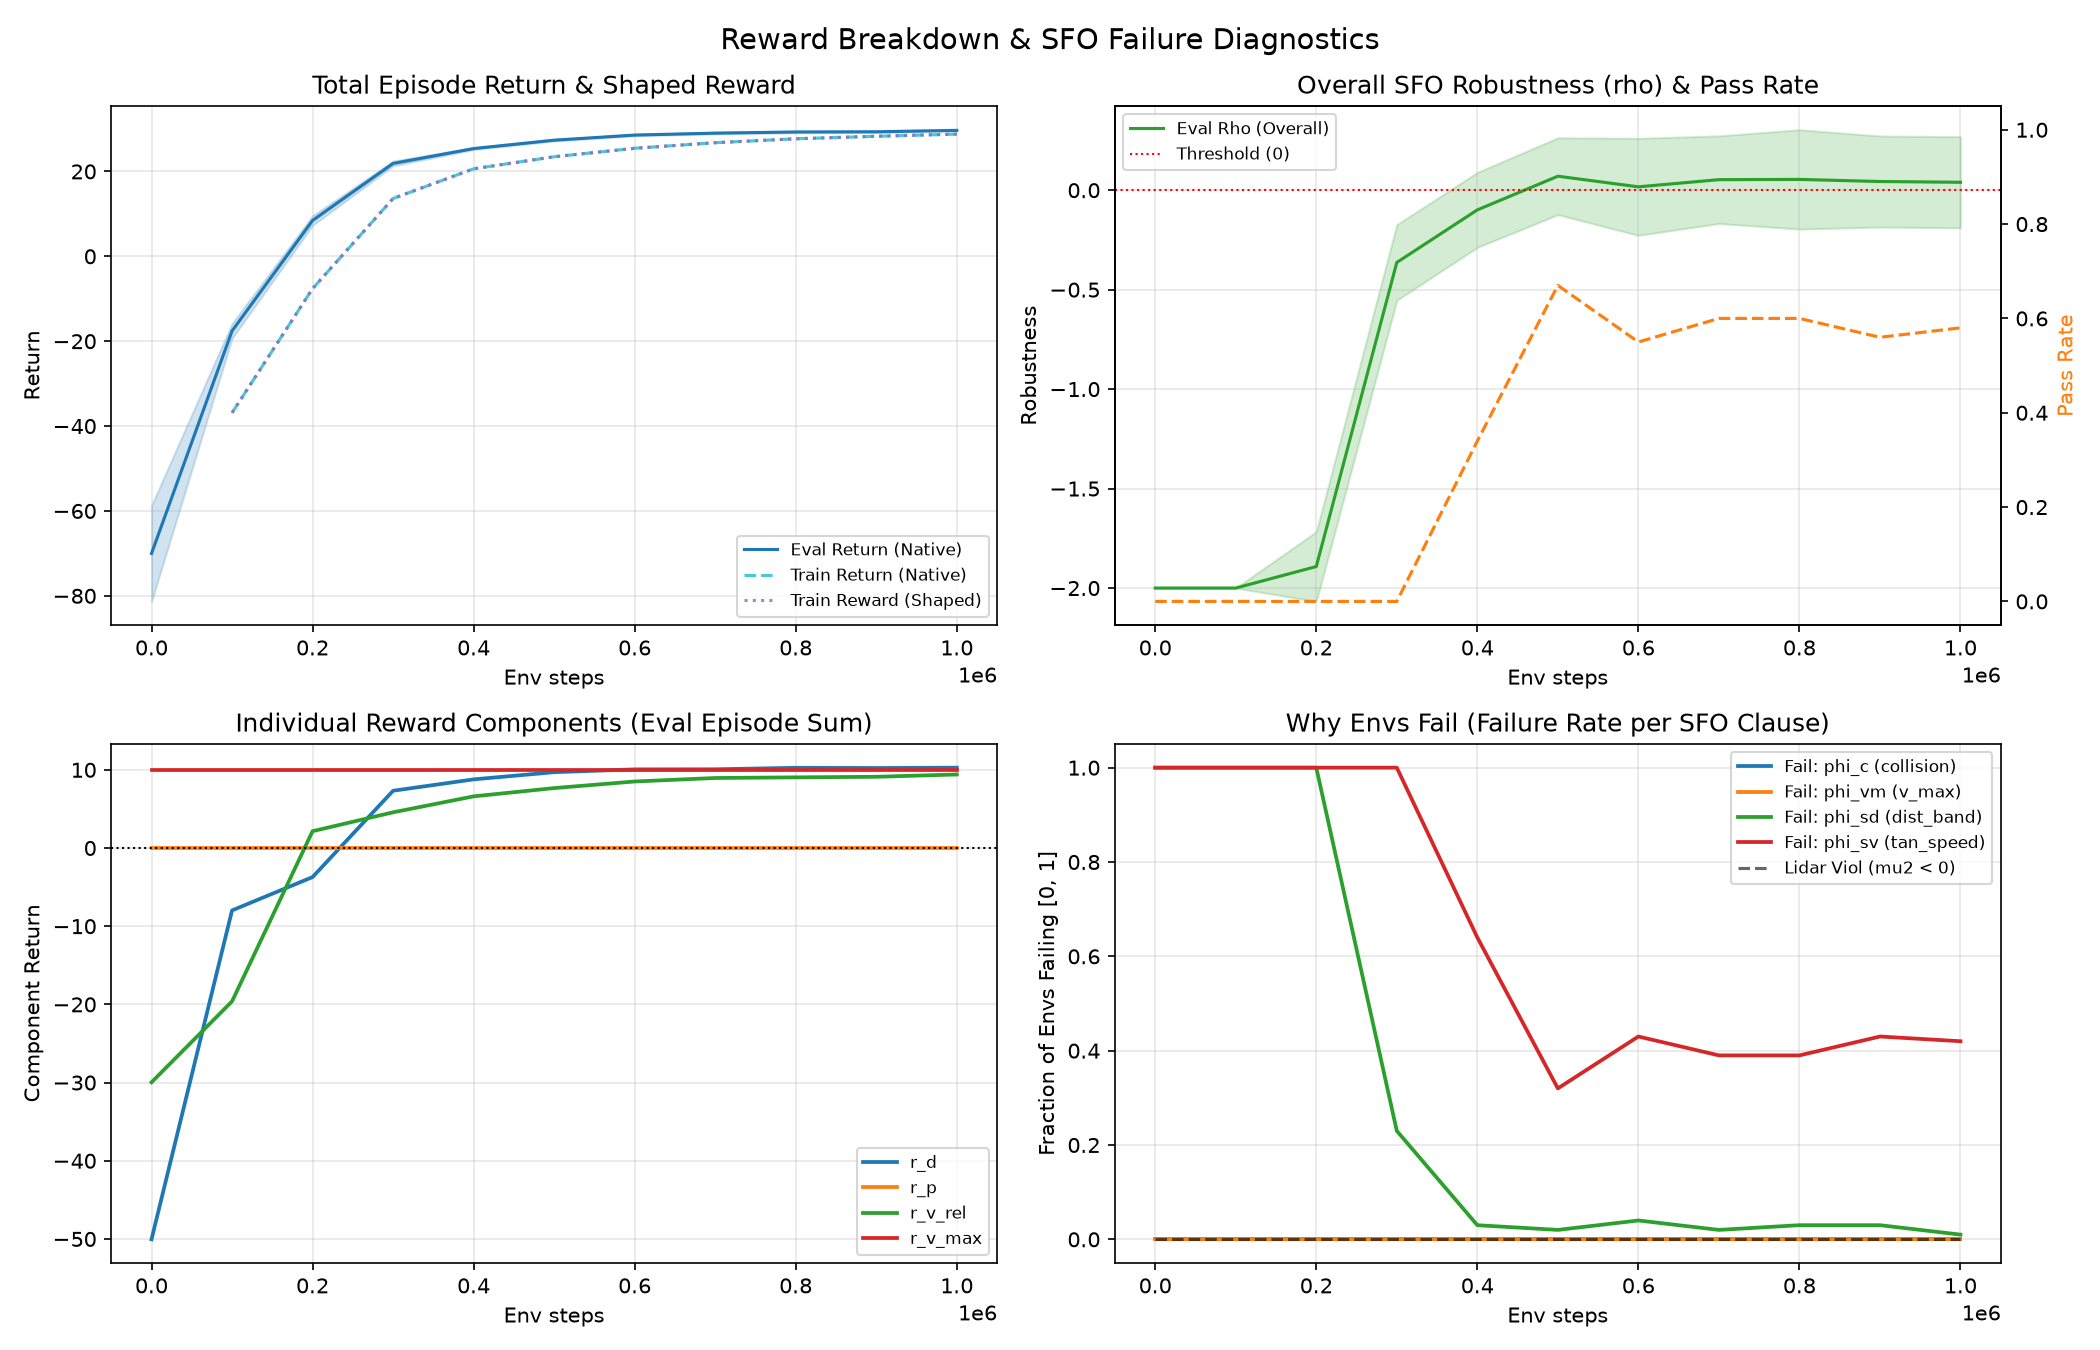 Reward Breakdown & SFO Failure Diagnostics
Total Episode Return & Shaped Reward
20
0
−20
−40
−60
−80
Return
Eval Return (Native)
Train Return (Native)
Train Reward (Shaped)
0.0 0.2 0.4 0.6 0.8 1.0
1e6
Env steps
Overall SFO Robustness (rho) & Pass Rate
Eval Rho (Overall)
Threshold (0)
0.0
−0.5
−1.0
−1.5
−2.0
Robustness
1.0
0.8
0.6
0.4
0.2
0.0
Pass Rate
0.0 0.2 0.4 0.6 0.8 1.0
1e6
Env steps
Individual Reward Components (Eval Episode Sum)
10
0
−10
−20
−30
−40
−50
Component Return
r_d
r_p
r_v_rel
r_v_max
0.0 0.2 0.4 0.6 0.8 1.0
1e6
Env steps
Why Envs Fail (Failure Rate per SFO Clause)
1.0
0.8
0.6
0.4
0.2
0.0
Fraction of Envs Failing [0, 1]
Fail: phi_c (collision)
Fail: phi_vm (v_max)
Fail: phi_sd (dist_band)
Fail: phi_sv (tan_speed)
Lidar Viol (mu2 < 0)
0.0 0.2 0.4 0.6 0.8 1.0
1e6
Env steps